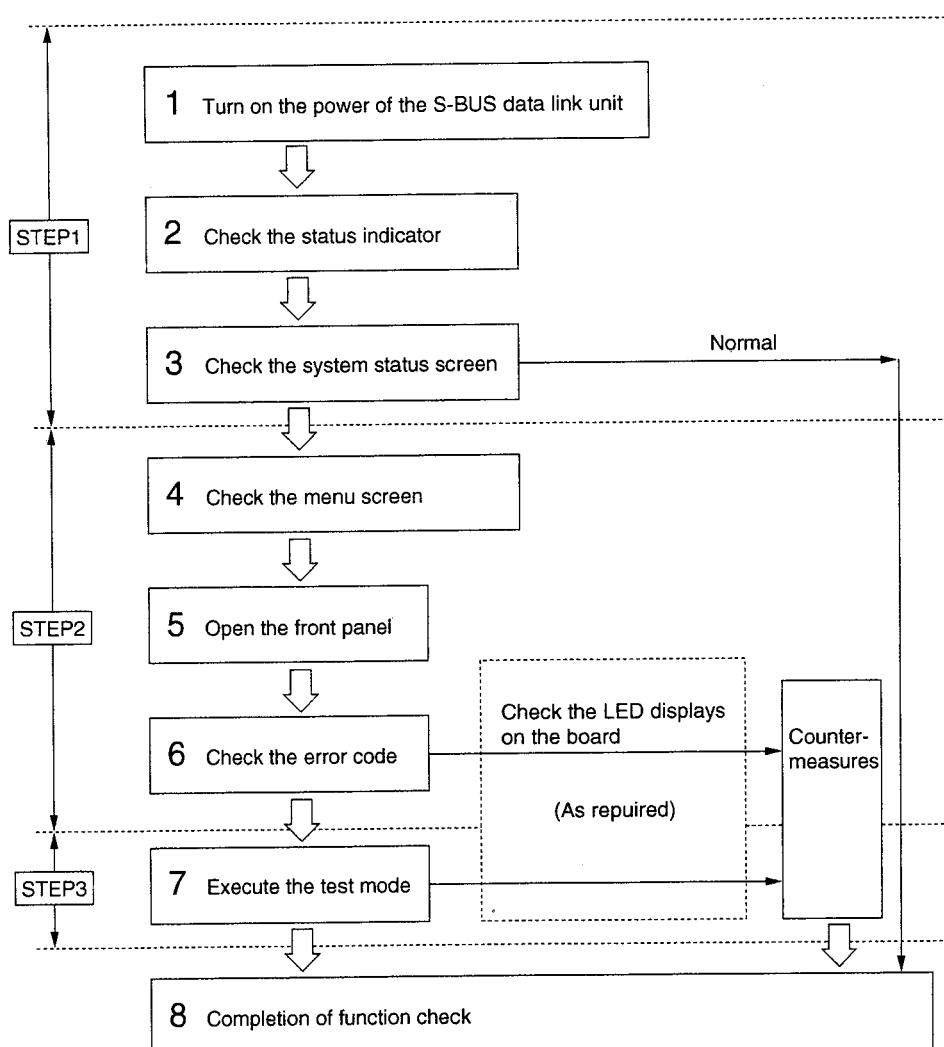 1 Turn on the power of the S-BUS data link unit
2 Check the status indicator
STEP1
3 Check the system status screen
Normal
4 Check the menu screen
5 Open the front panel
STEP2
6 Check the error code
Check the LED displays
on the board
(As repuired)
Counter-
measures
7 Execute the test mode
STEP3
8 Completion of function check